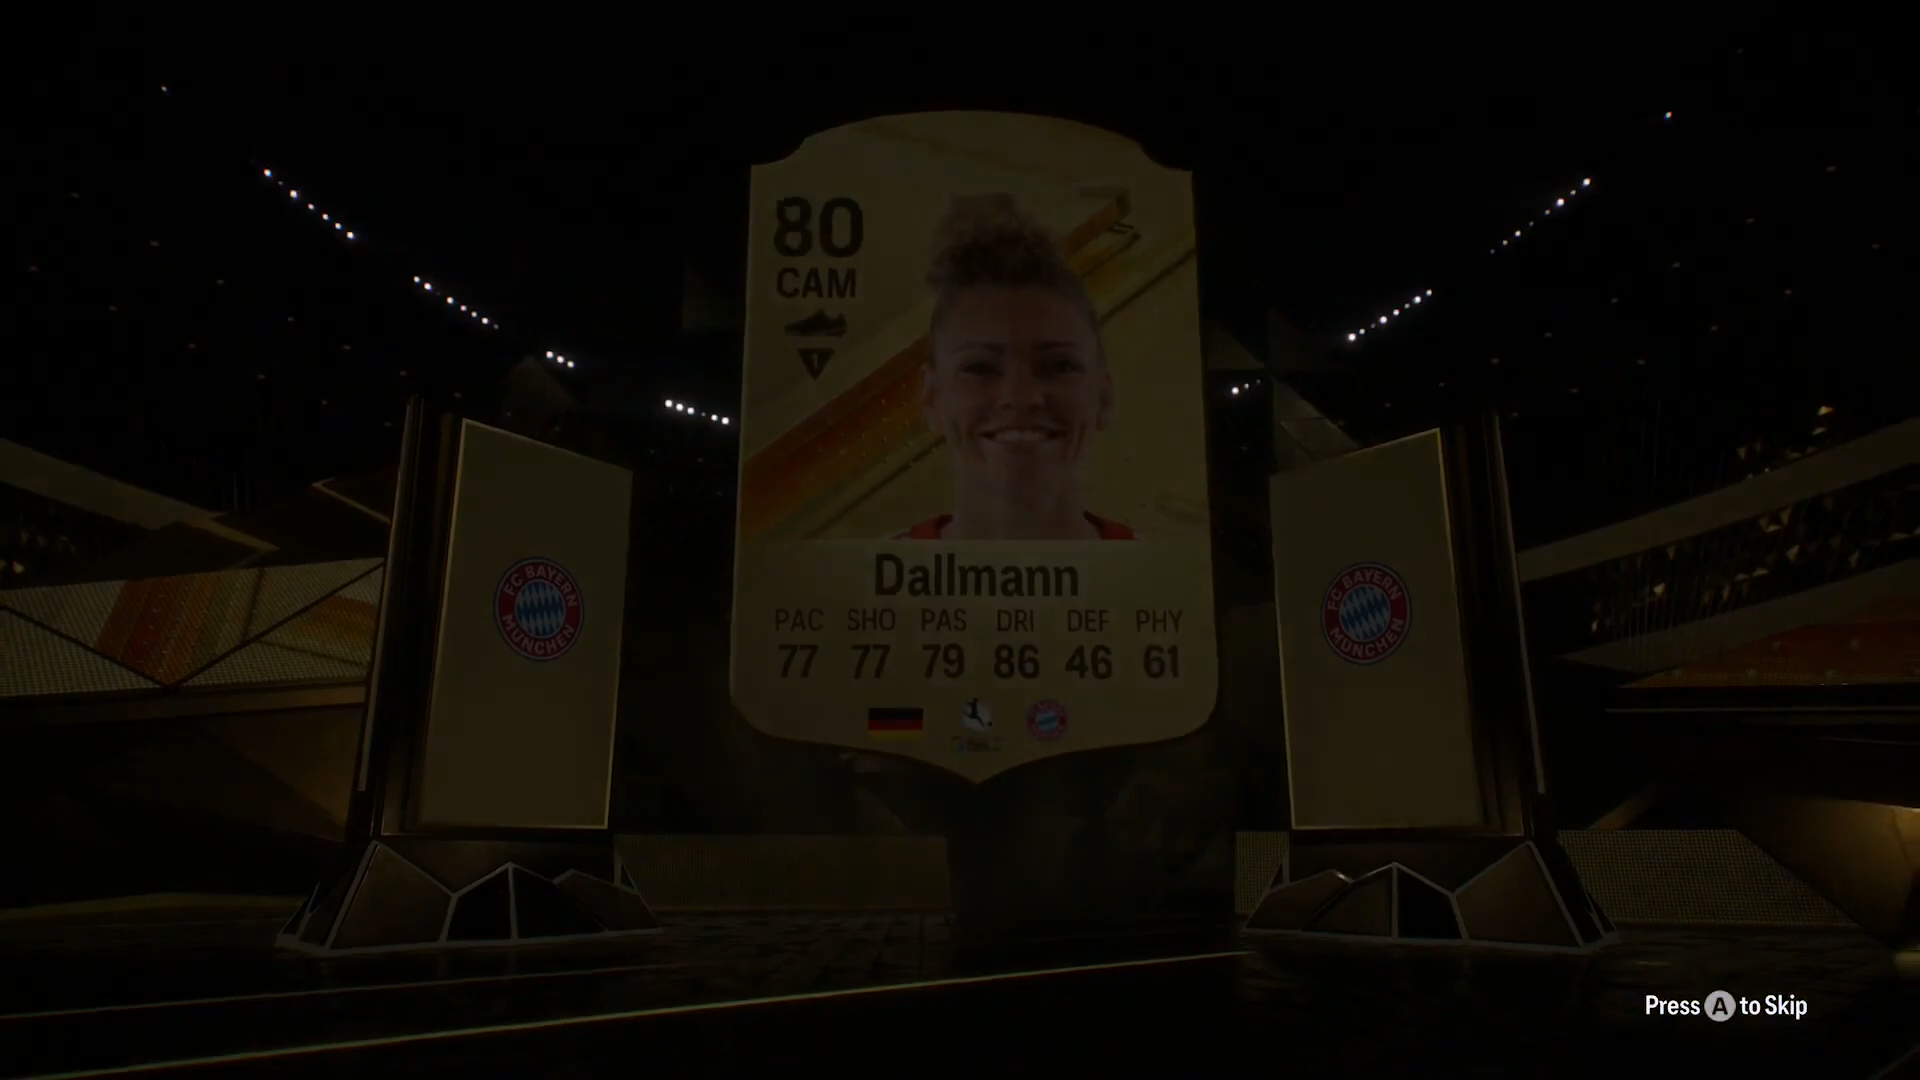 80
CAM
1
Dallmann
PAC SHO PAS DRI DEF PHY
77 77 79 86 46 61
FC BAYERN
MÜNCHEN
FC BAYERN
MÜNCHEN
Press A to Skip